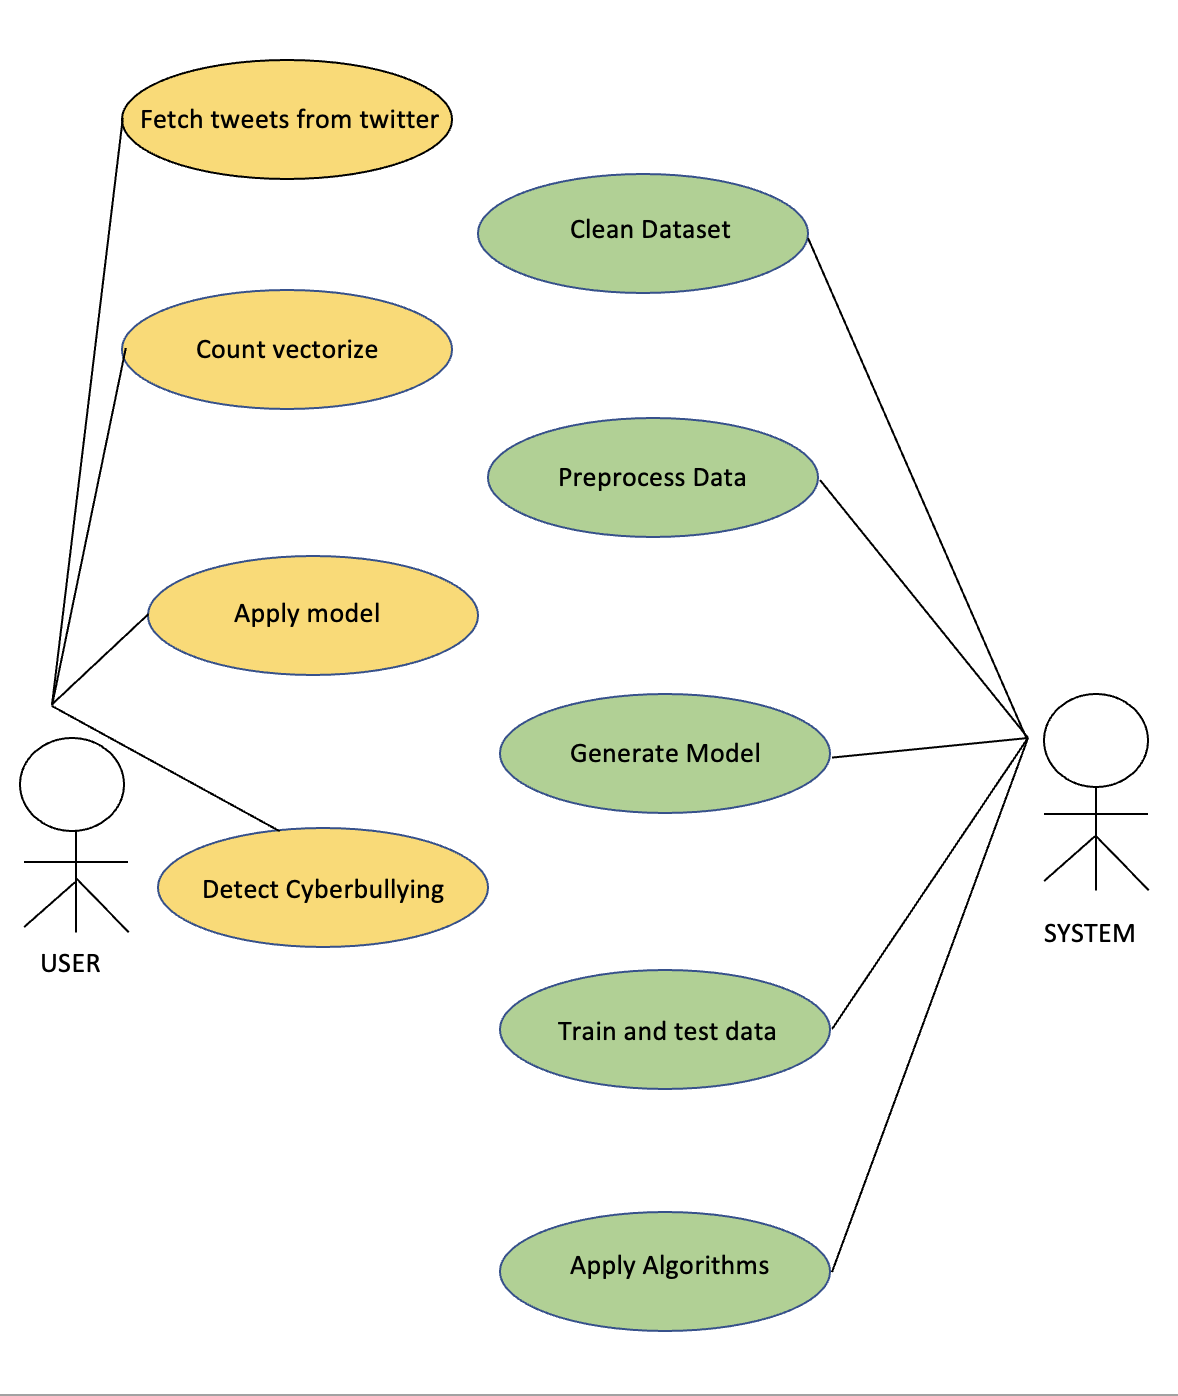 Fetch tweets from twitter
Clean Dataset
Count vectorize
Preprocess Data
Apply model
Generate Model
Detect Cyberbullying
SYSTEM
USER
Train and test data
Apply Algorithms